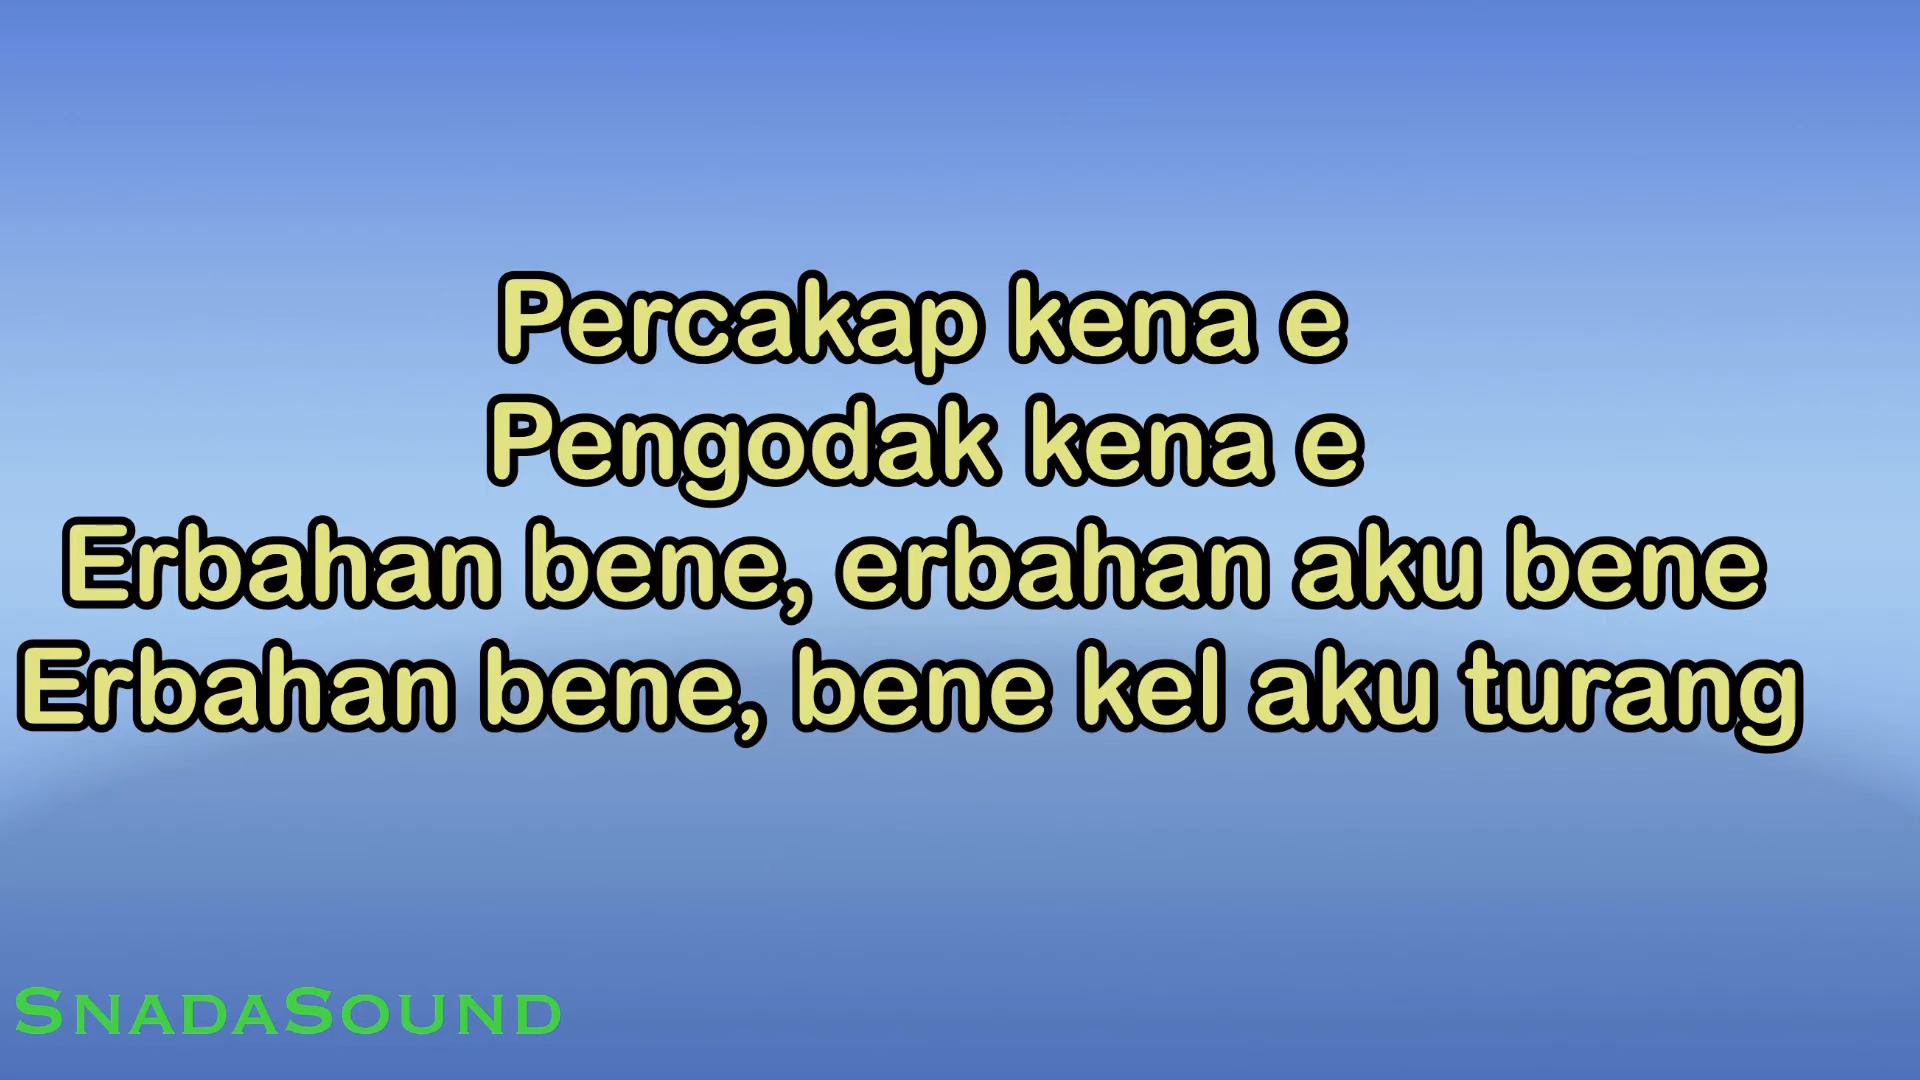 Percakap kena e
Pengodak kena e
Erbahan bene, erbahan aku bene
Erbahan bene, bene kel aku turang
SnadaSound